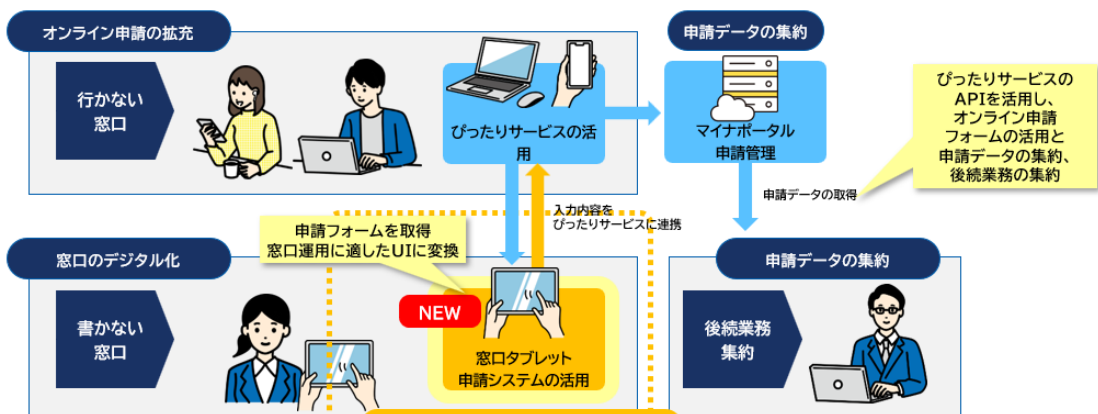 オンライン申請の拡充
行かない
窓口
ぴったりサービスの活
用
申請データの集約
マイナポータル
申請管理
申請データの取得
ぴったりサービスの
APIを活用し、
オンライン申請
フォームの活用と
申請データの集約、
後続業務の集約
入力内容を
ぴったりサービスに連携
申請フォームを取得
窓口運用に適したUIに変換
窓口のデジタル化
書かない
窓口
NEW
窓口タブレット
申請システムの活用
申請データの集約
後続業務
集約